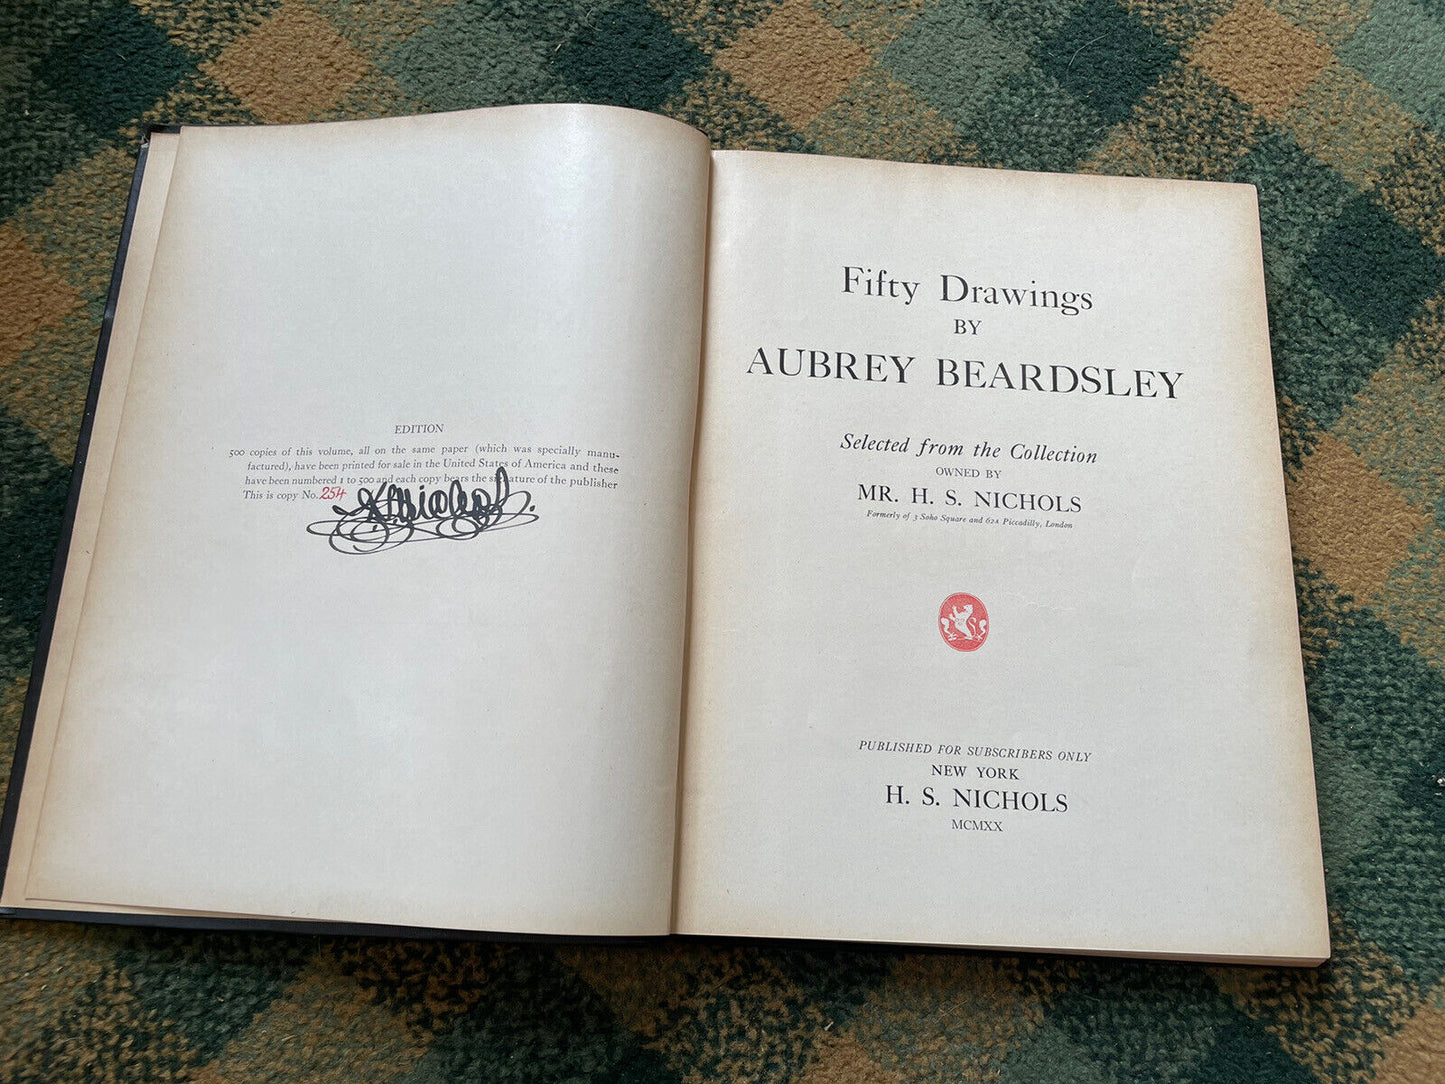 EDITION
500 copies of this volume, all on the same paper (which was specially manu-
factured), have been printed for sale in the United States of America and these
have been numbered 1 to 500 and each copy bears the signature of the publisher
This is copy No. 254
H.S. Nichols.
Fifty Drawings
BY
AUBREY BEARDSLEY
Selected from the Collection
OWNED BY
MR. H. S. NICHOLS
Formerly of 3 Soho Square and 62A Piccadilly, London
PUBLISHED FOR SUBSCRIBERS ONLY
NEW YORK
H. S. NICHOLS
MCMXX